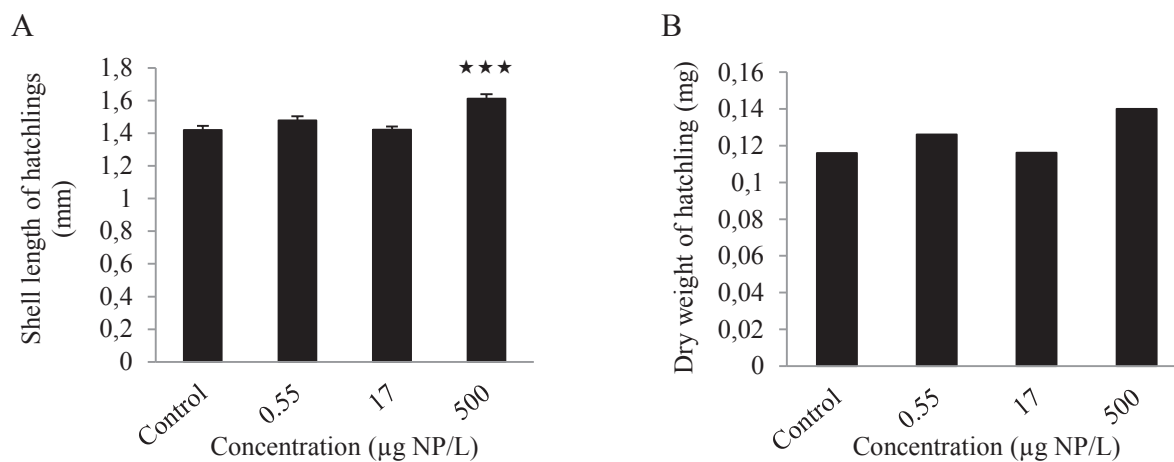 A
Shell length of hatchlings
(mm)
1,8
1,6
1,4
1,2
1
0,8
0,6
0,4
0,2
0
★★★
Control
0.55
17
500
Concentration (µg NP/L)
B
Dry weight of hatchling (mg)
0,16
0,14
0,12
0,1
0,08
0,06
0,04
0,02
0
Control
0.55
17
500
Concentration (µg NP/L)